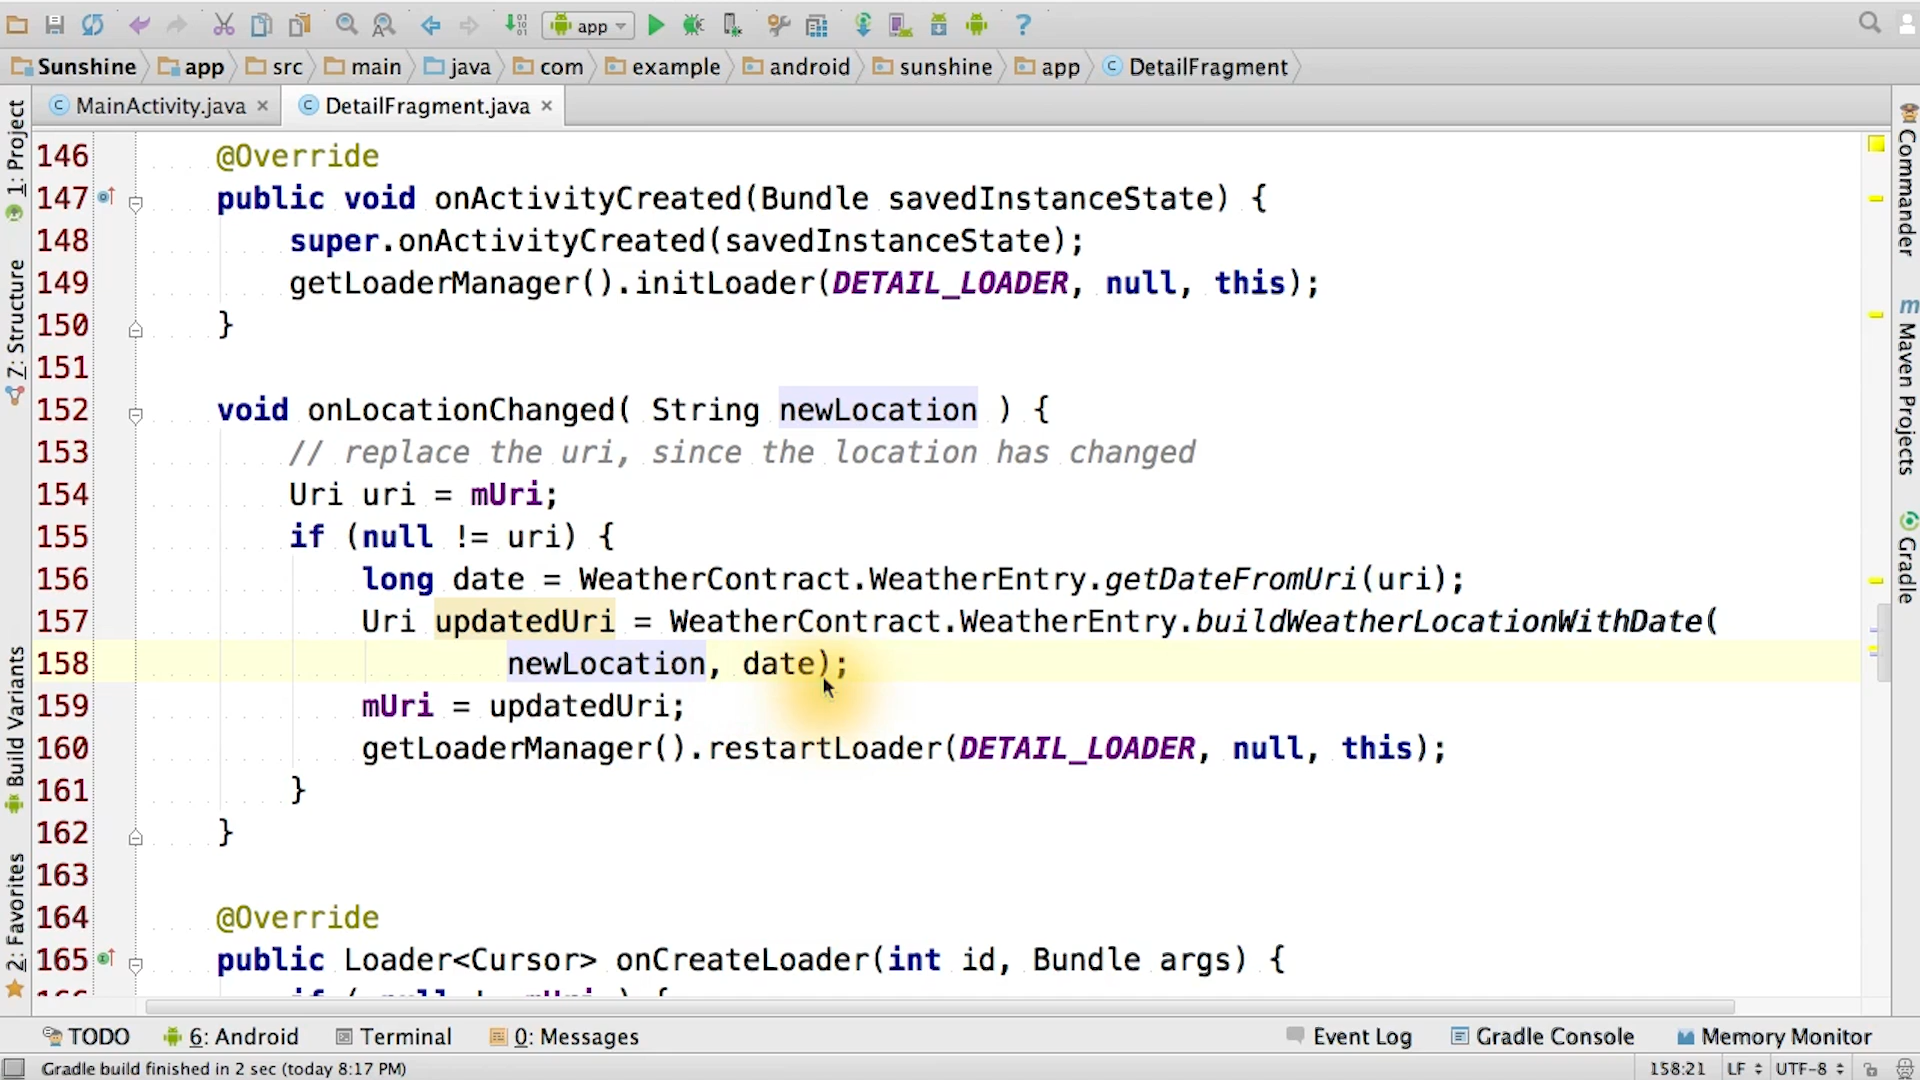 app
?
Sunshine app src main java com example android sunshine app DetailFragment
MainActivity.java DetailFragment.java
1: Project
7: Structure
Build Variants
2: Favorites
146 @Override
147 public void onActivityCreated(Bundle savedInstanceState) {
148 super.onActivityCreated(savedInstanceState);
149 getLoaderManager().initLoader(DETAIL_LOADER, null, this);
150 }
151
152 void onLocationChanged( String newLocation ) {
153 // replace the uri, since the location has changed
154 Uri uri = mUri;
155 if (null != uri) {
156 long date = WeatherContract.WeatherEntry.getDateFromUri(uri);
157 Uri updatedUri = WeatherContract.WeatherEntry.buildWeatherLocationWithDate(
158 newLocation, date);
159 mUri = updatedUri;
160 getLoaderManager().restartLoader(DETAIL_LOADER, null, this);
161 }
162 }
163
164 @Override
165 public Loader<Cursor> onCreateLoader(int id, Bundle args) {
Commander
Maven Projects
Gradle
TODO 6: Android Terminal 0: Messages Event Log Gradle Console Memory Monitor
Gradle build finished in 2 sec (today 8:17 PM) 158:21 LF UTF-8